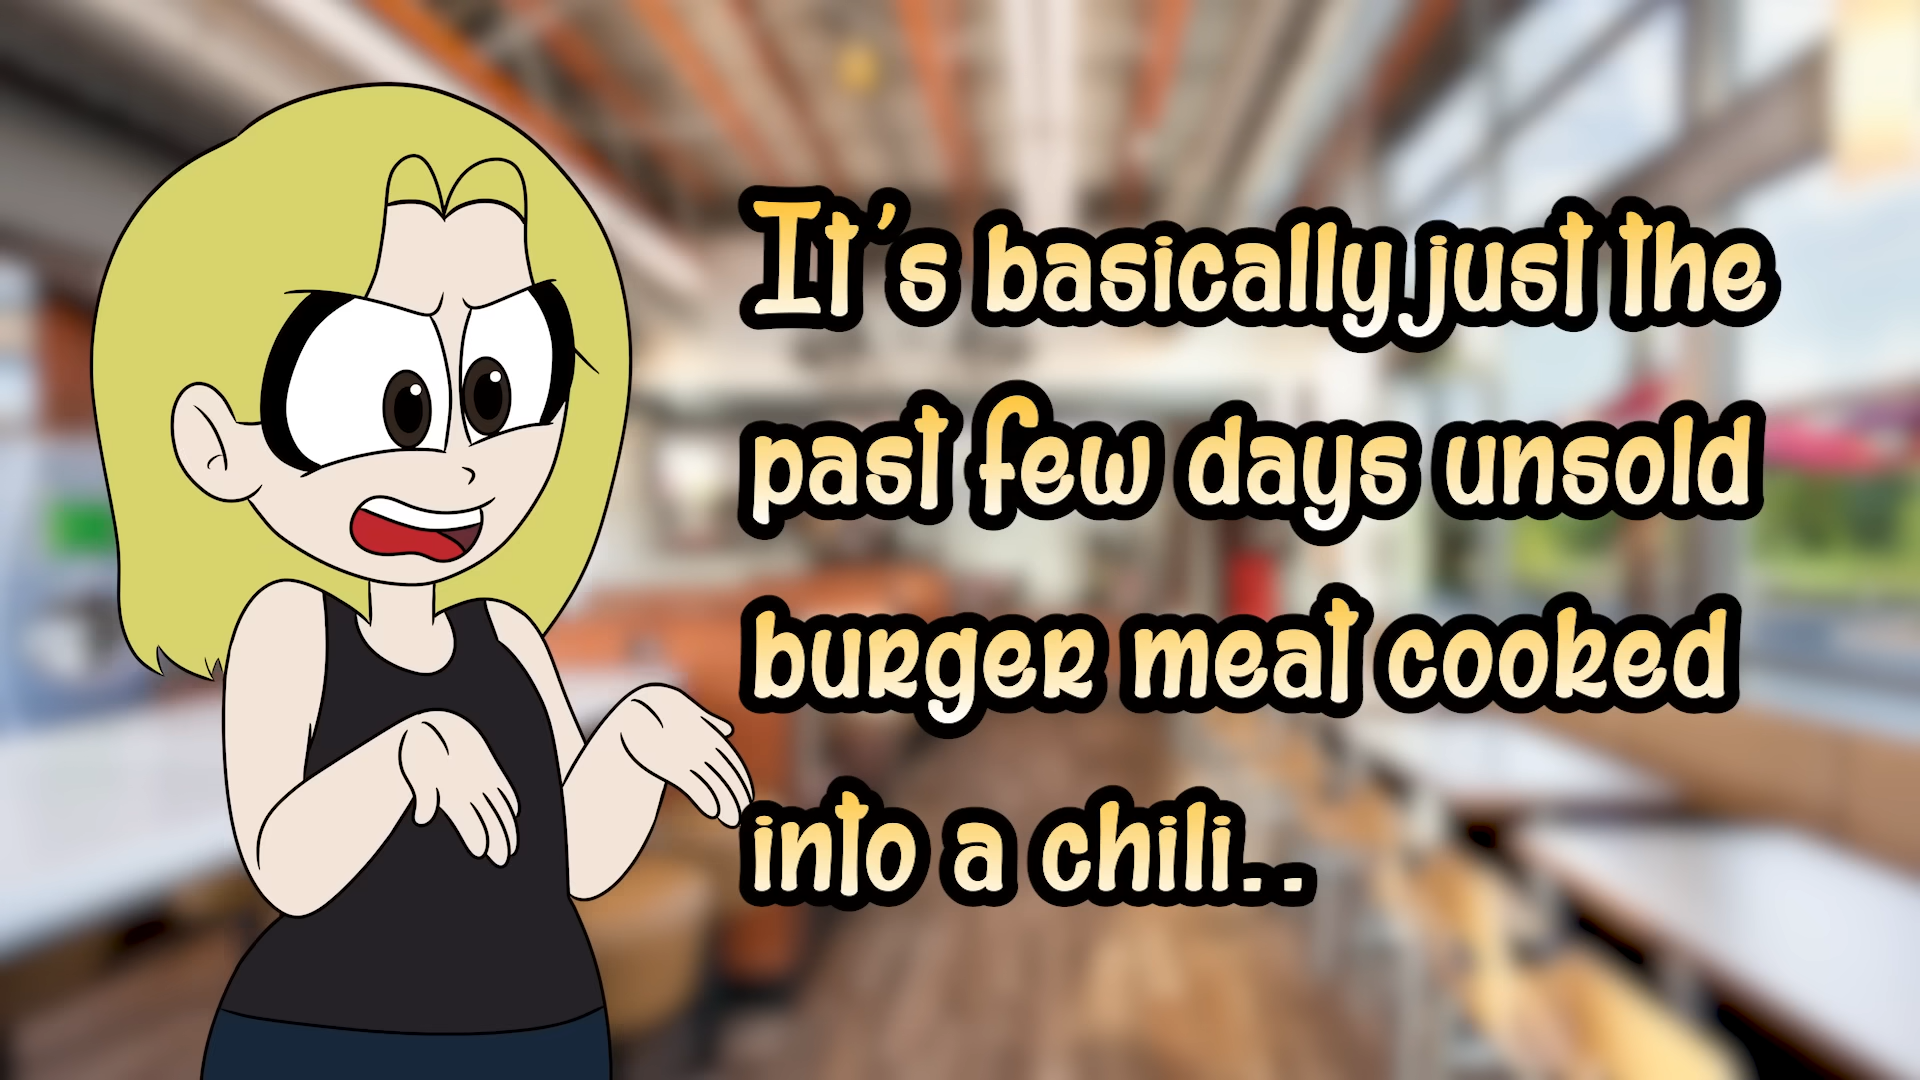 It's basically just the
past few days unsold
burger meat cooked
into a chili..